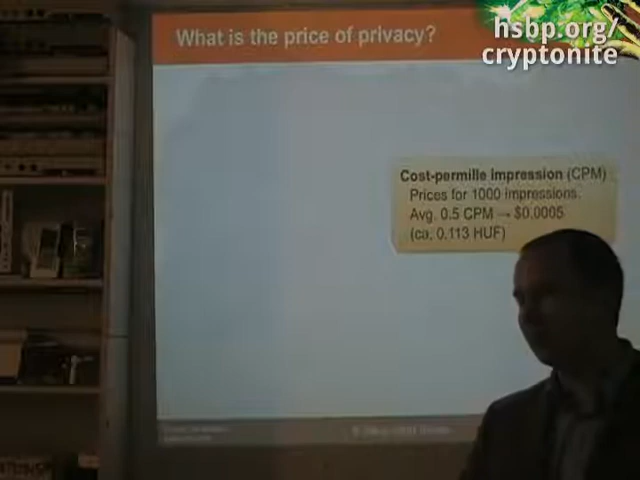 What is the price of privacy?
hsbp.org/
cryptonite
Cost-permille Impression (CPM)
Prices for 1000 impressions.
Avg. 0.5 CPM → $0.0005
(ca. 0.113 HUF)